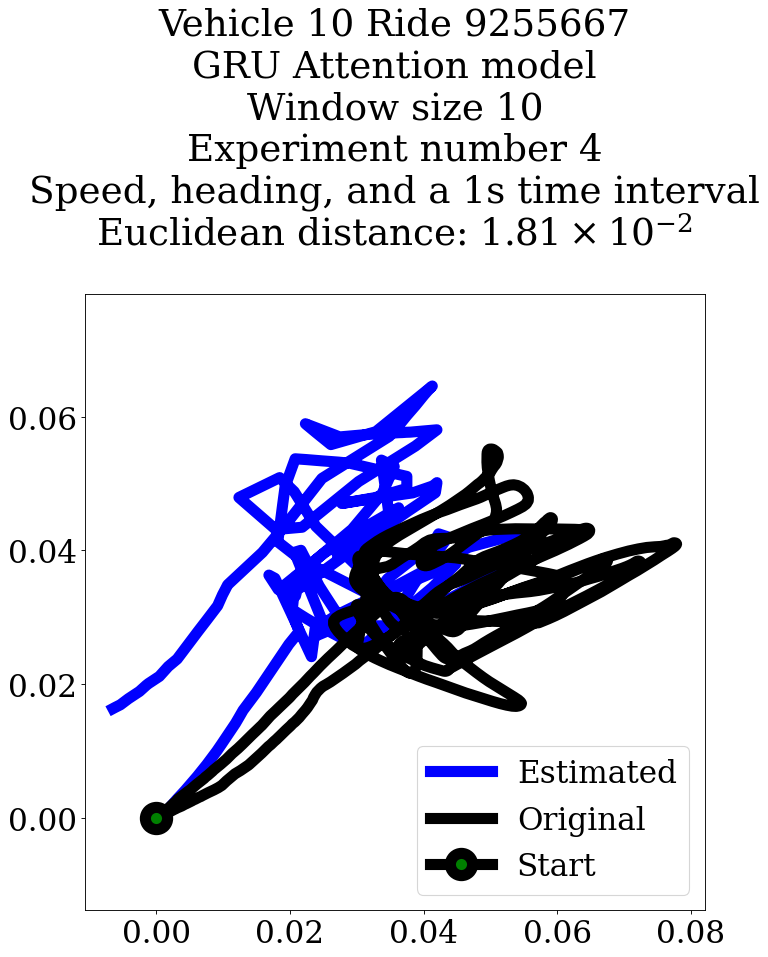 Vehicle 10 Ride 9255667
GRU Attention model
Window size 10
Experiment number 4
Speed, heading, and a 1s time interval
Euclidean distance: 1.81 × 10⁻²
0.06
0.04
0.02
0.00
Estimated
Original
Start
0.00 0.02 0.04 0.06 0.08